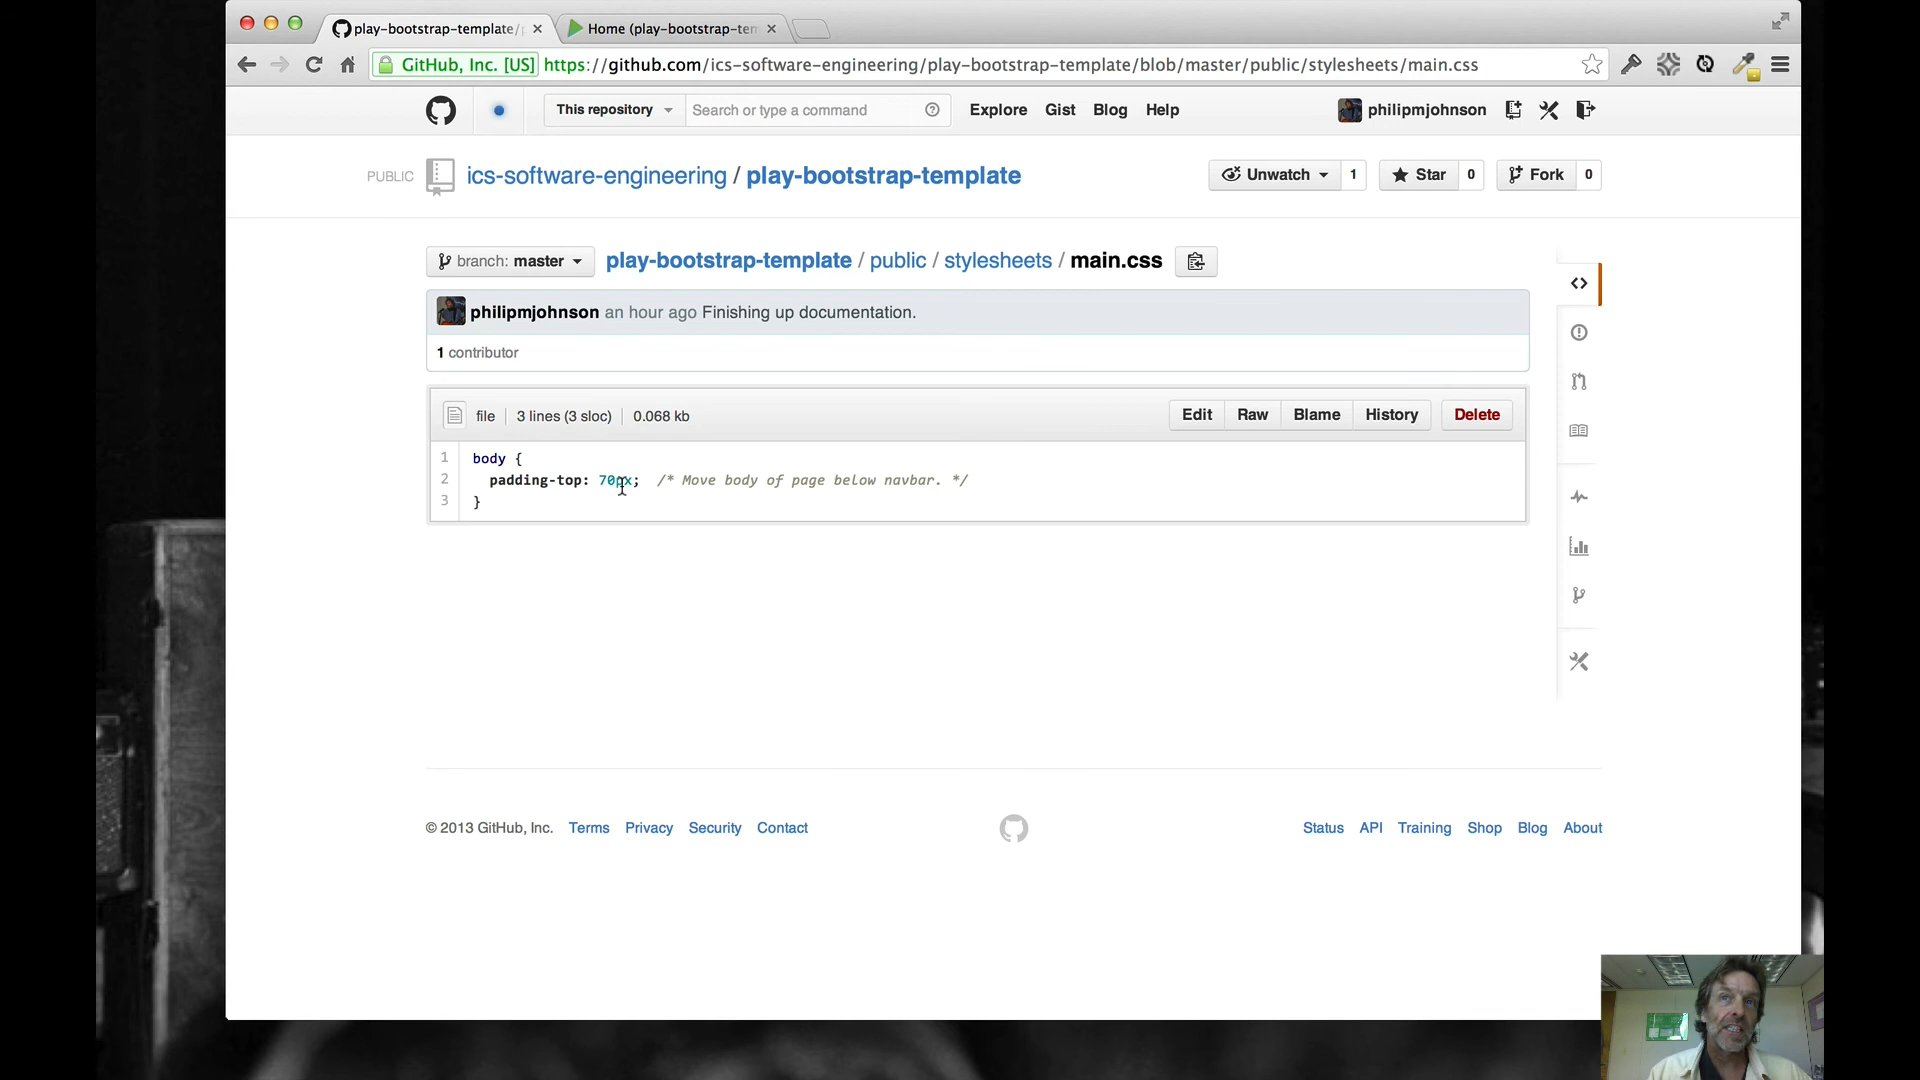 play-bootstrap-template/
Home (play-bootstrap-tem
GitHub, Inc. [US] https://github.com/ics-software-engineering/play-bootstrap-template/blob/master/public/stylesheets/main.css
This repository Search or type a command Explore Gist Blog Help philipmjohnson
PUBLIC ics-software-engineering / play-bootstrap-template Unwatch 1 Star 0 Fork 0
branch: master play-bootstrap-template / public / stylesheets / main.css
philipmjohnson an hour ago Finishing up documentation.
1 contributor
file 3 lines (3 sloc) 0.068 kb Edit Raw Blame History Delete
1 body {
2 padding-top: 70px; /* Move body of page below navbar. */
3 }
© 2013 GitHub, Inc. Terms Privacy Security Contact Status API Training Shop Blog About